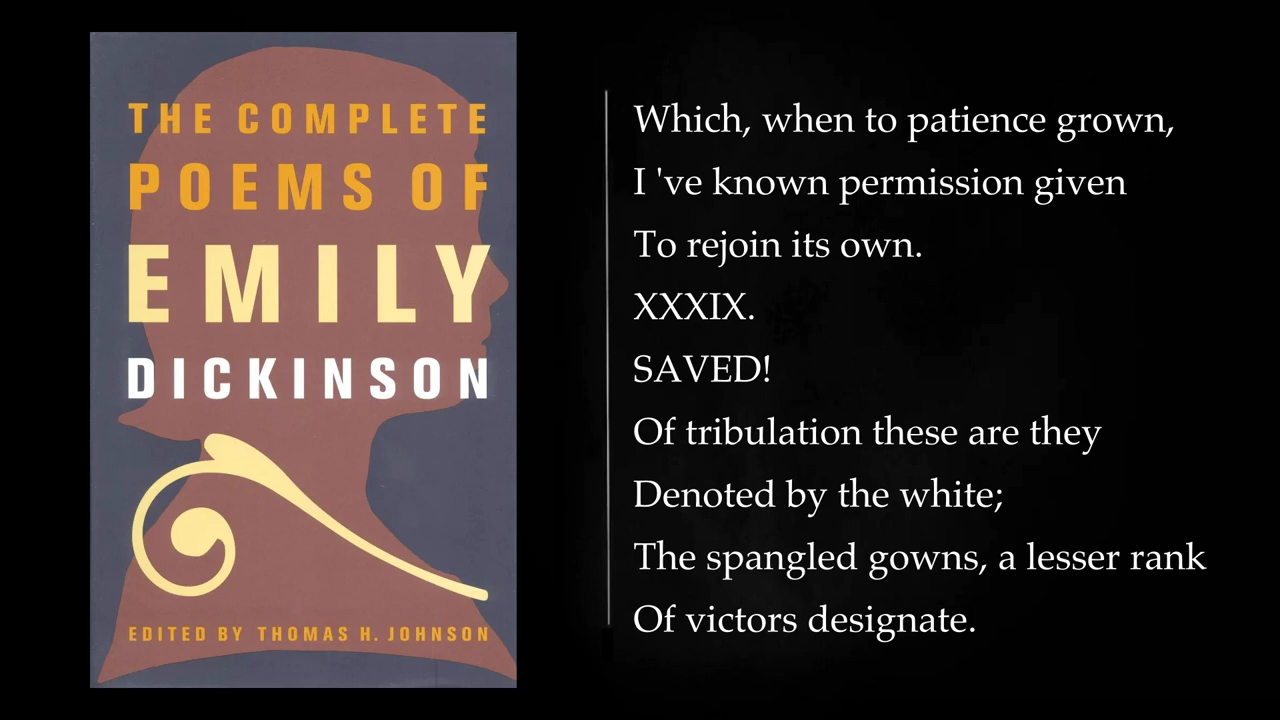 THE COMPLETE
POEMS OF
EMILY
DICKINSON
EDITED BY THOMAS H. JOHNSON
Which, when to patience grown,
I 've known permission given
To rejoin its own.
XXXIX.
SAVED!
Of tribulation these are they
Denoted by the white;
The spangled gowns, a lesser rank
Of victors designate.